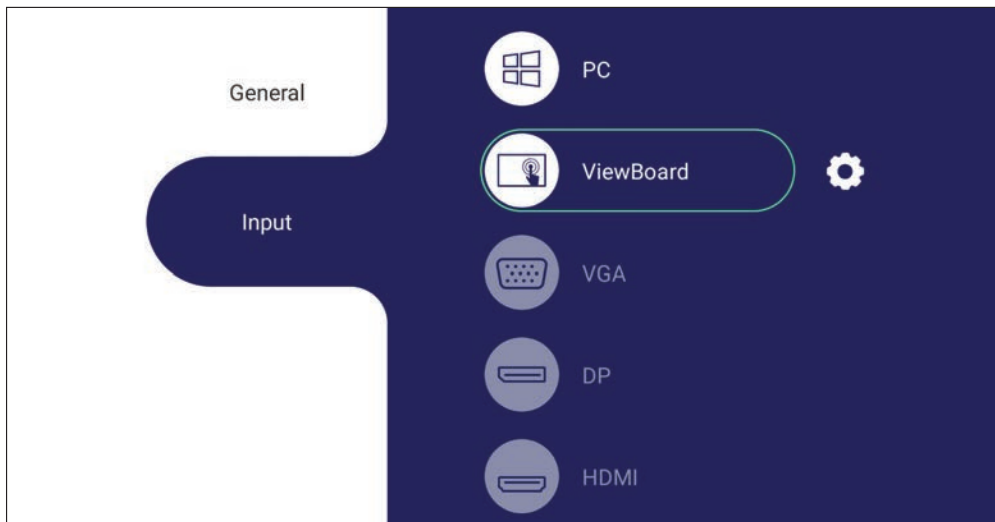 General
Input
PC
ViewBoard
VGA
DP
HDMI